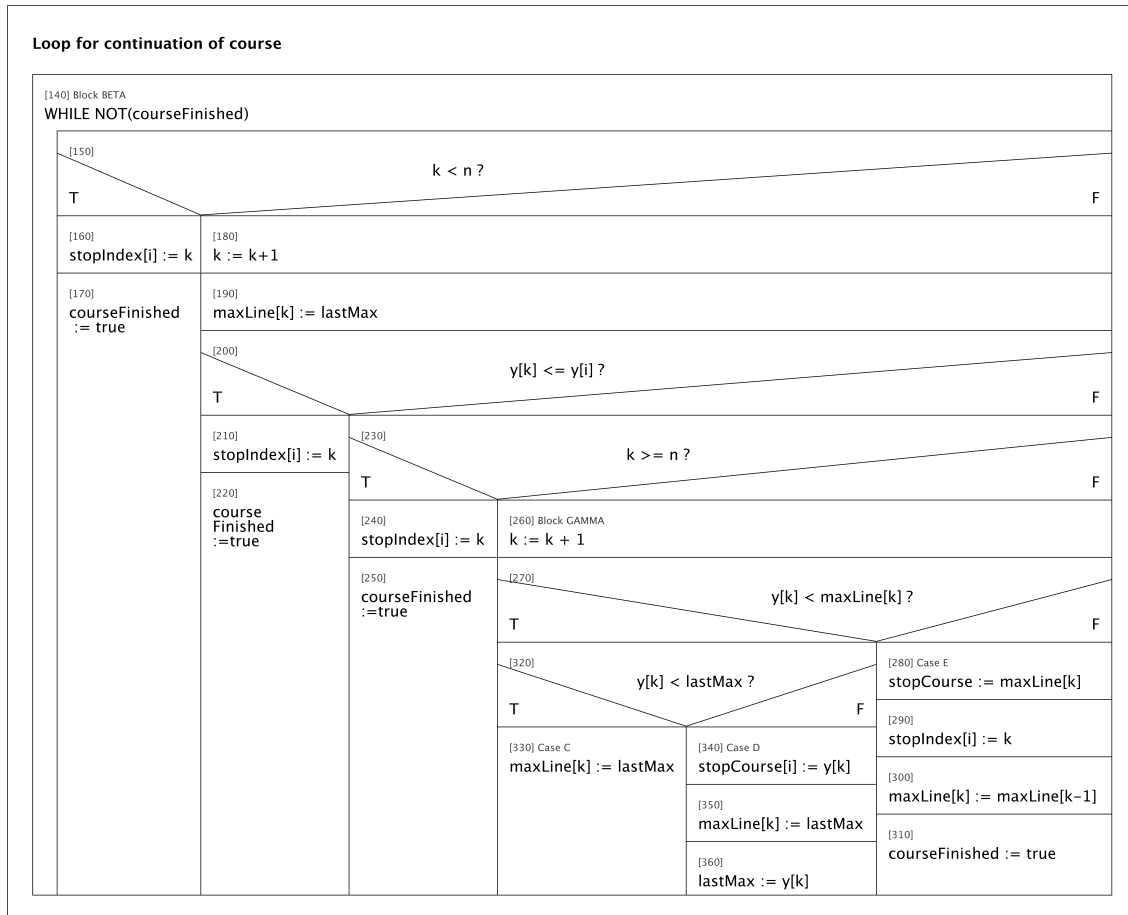 Loop for continuation of course
[140] Block BETA
WHILE NOT(courseFinished)
[150]
k < n ?
T
F
[160]
stopIndex[i] := k
[170]
courseFinished
:= true
[180]
k := k+1
[190]
maxLine[k] := lastMax
[200]
y[k] <= y[i] ?
T
F
[210]
stopIndex[i] := k
[220]
course
Finished
:=true
[230]
k >= n ?
T
F
[240]
stopIndex[i] := k
[250]
courseFinished
:=true
[260] Block GAMMA
k := k + 1
[270]
y[k] < maxLine[k] ?
T
F
[320]
y[k] < lastMax ?
T
F
[330] Case C
maxLine[k] := lastMax
[340] Case D
stopCourse[i] := y[k]
[350]
maxLine[k] := lastMax
[360]
lastMax := y[k]
[280] Case E
stopCourse := maxLine[k]
[290]
stopIndex[i] := k
[300]
maxLine[k] := maxLine[k-1]
[310]
courseFinished := true